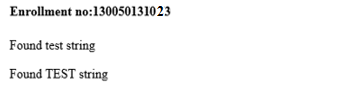 Enrollment no:130050131023
Found test string
Found TEST string